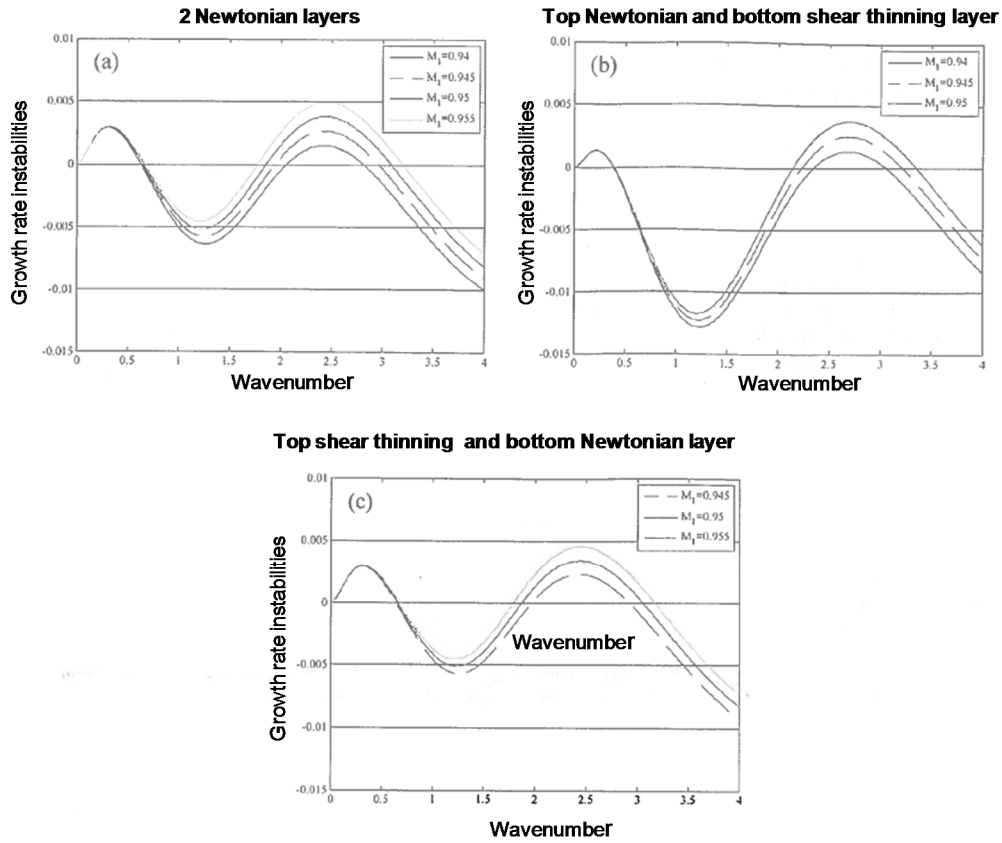 2 Newtonian layers
0.01
0.005
0
-0.005
-0.01
-0.015
(a)
M1=0.94
M1=0.945
M1=0.95
M1=0.955
0 0.5 1 1.5 2 2.5 3 3.5 4
Growth rate instabilities
Wavenumber
Top Newtonian and bottom shear thinning layer
0.01
0.005
0
-0.005
-0.01
-0.015
(b)
M1=0.94
M1=0.945
M1=0.95
0 0.5 1 1.5 2 2.5 3 3.5 4
Growth rate instabilities
Wavenumber
Top shear thinning and bottom Newtonian layer
0.01
0.005
0
-0.005
-0.01
-0.015
(c)
M1=0.945
M1=0.95
M1=0.955
Wavenumber
0 0.5 1 1.5 2 2.5 3 3.5 4
Growth rate instabilities
Wavenumber